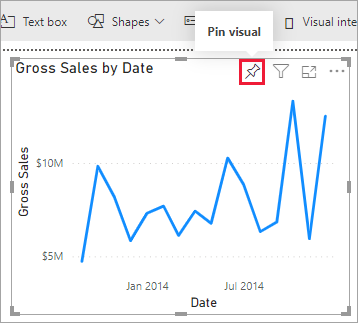 Text box
Shapes
Visual inte
Pin visual
Gross Sales by Date
Gross Sales
$10M
$5M
Jan 2014
Jul 2014
Date